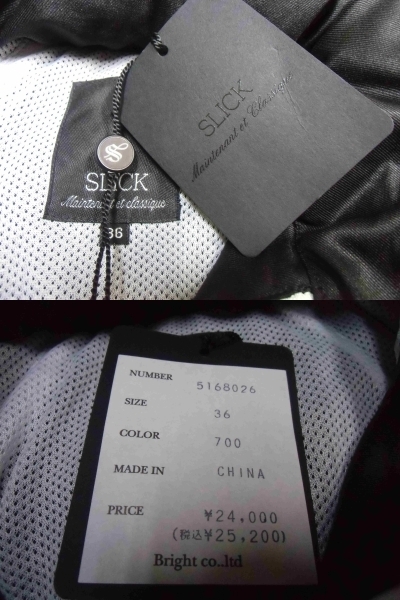 SLICK
Maintenant et Classique
S
SLICK
Maintenant et classique
36
NUMBER 5168026
SIZE 36
COLOR 700
MADE IN CHINA
PRICE ¥24,000
(税込¥25,200)
Bright co.,ltd